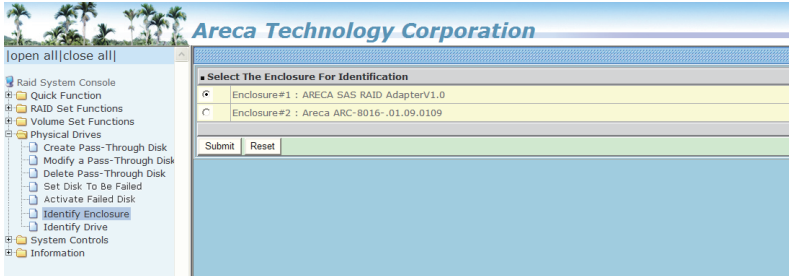 Areca Technology Corporation
|open all|close all|
Raid System Console
Quick Function
RAID Set Functions
Volume Set Functions
Physical Drives
Create Pass-Through Disk
Modify a Pass-Through Disk
Delete Pass-Through Disk
Set Disk To Be Failed
Activate Failed Disk
Identify Enclosure
Identify Drive
System Controls
Information
Select The Enclosure For Identification
Enclosure#1 : ARECA SAS RAID AdapterV1.0
Enclosure#2 : Areca ARC-8016-.01.09.0109
Submit Reset